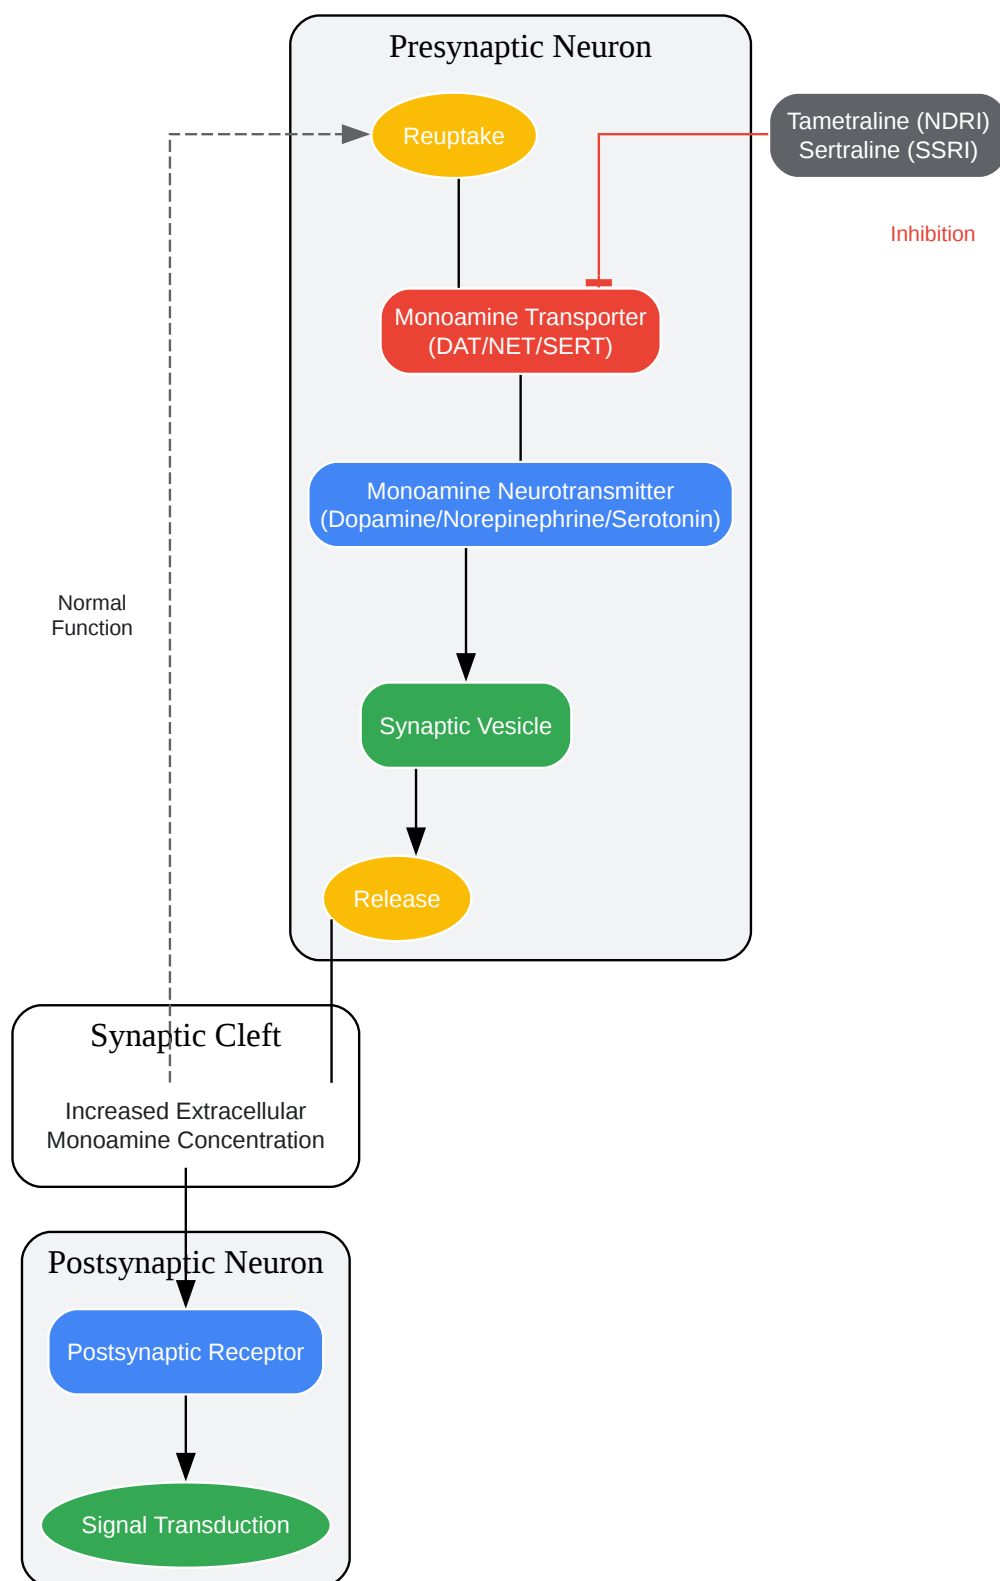 Presynaptic Neuron
Reuptake
Tametraline (NDRI)
Sertraline (SSRI)
Inhibition
Monoamine Transporter
(DAT/NET/SERT)
Monoamine Neurotransmitter
(Dopamine/Norepinephrine/Serotonin)
Normal
Function
Synaptic Vesicle
Release
Synaptic Cleft
Increased Extracellular
Monoamine Concentration
Postsynaptic Neuron
Postsynaptic Receptor
Signal Transduction